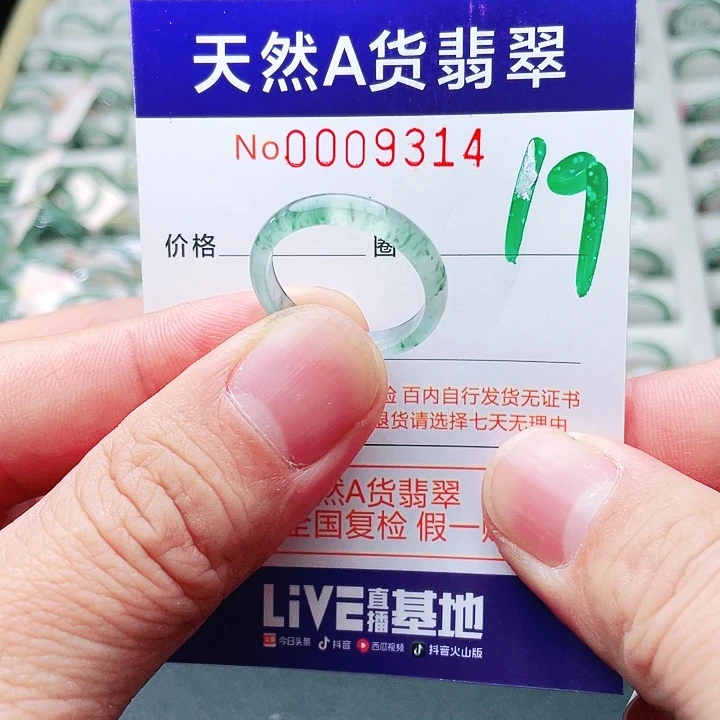 天然A货翡翠
No0009314
19
价格 圈
检 百内自行发货无证书
退货请选择七天无理由
然A货翡翠
全国复检 假一
LiVE直播基地
今日头条 抖音 西瓜视频 抖音火山版